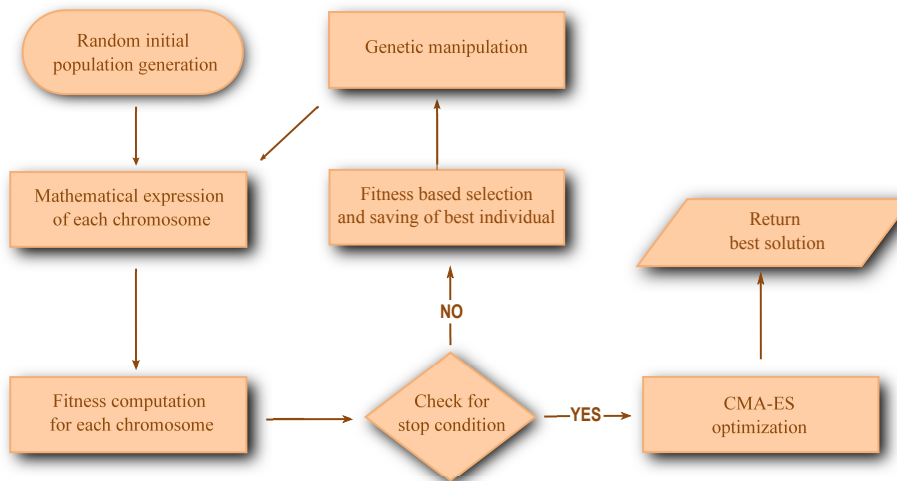 Random initial
population generation
Genetic manipulation
Mathematical expression
of each chromosome
Fitness based selection
and saving of best individual
Return
best solution
NO
Fitness computation
for each chromosome
Check for
stop condition
YES
CMA-ES
optimization